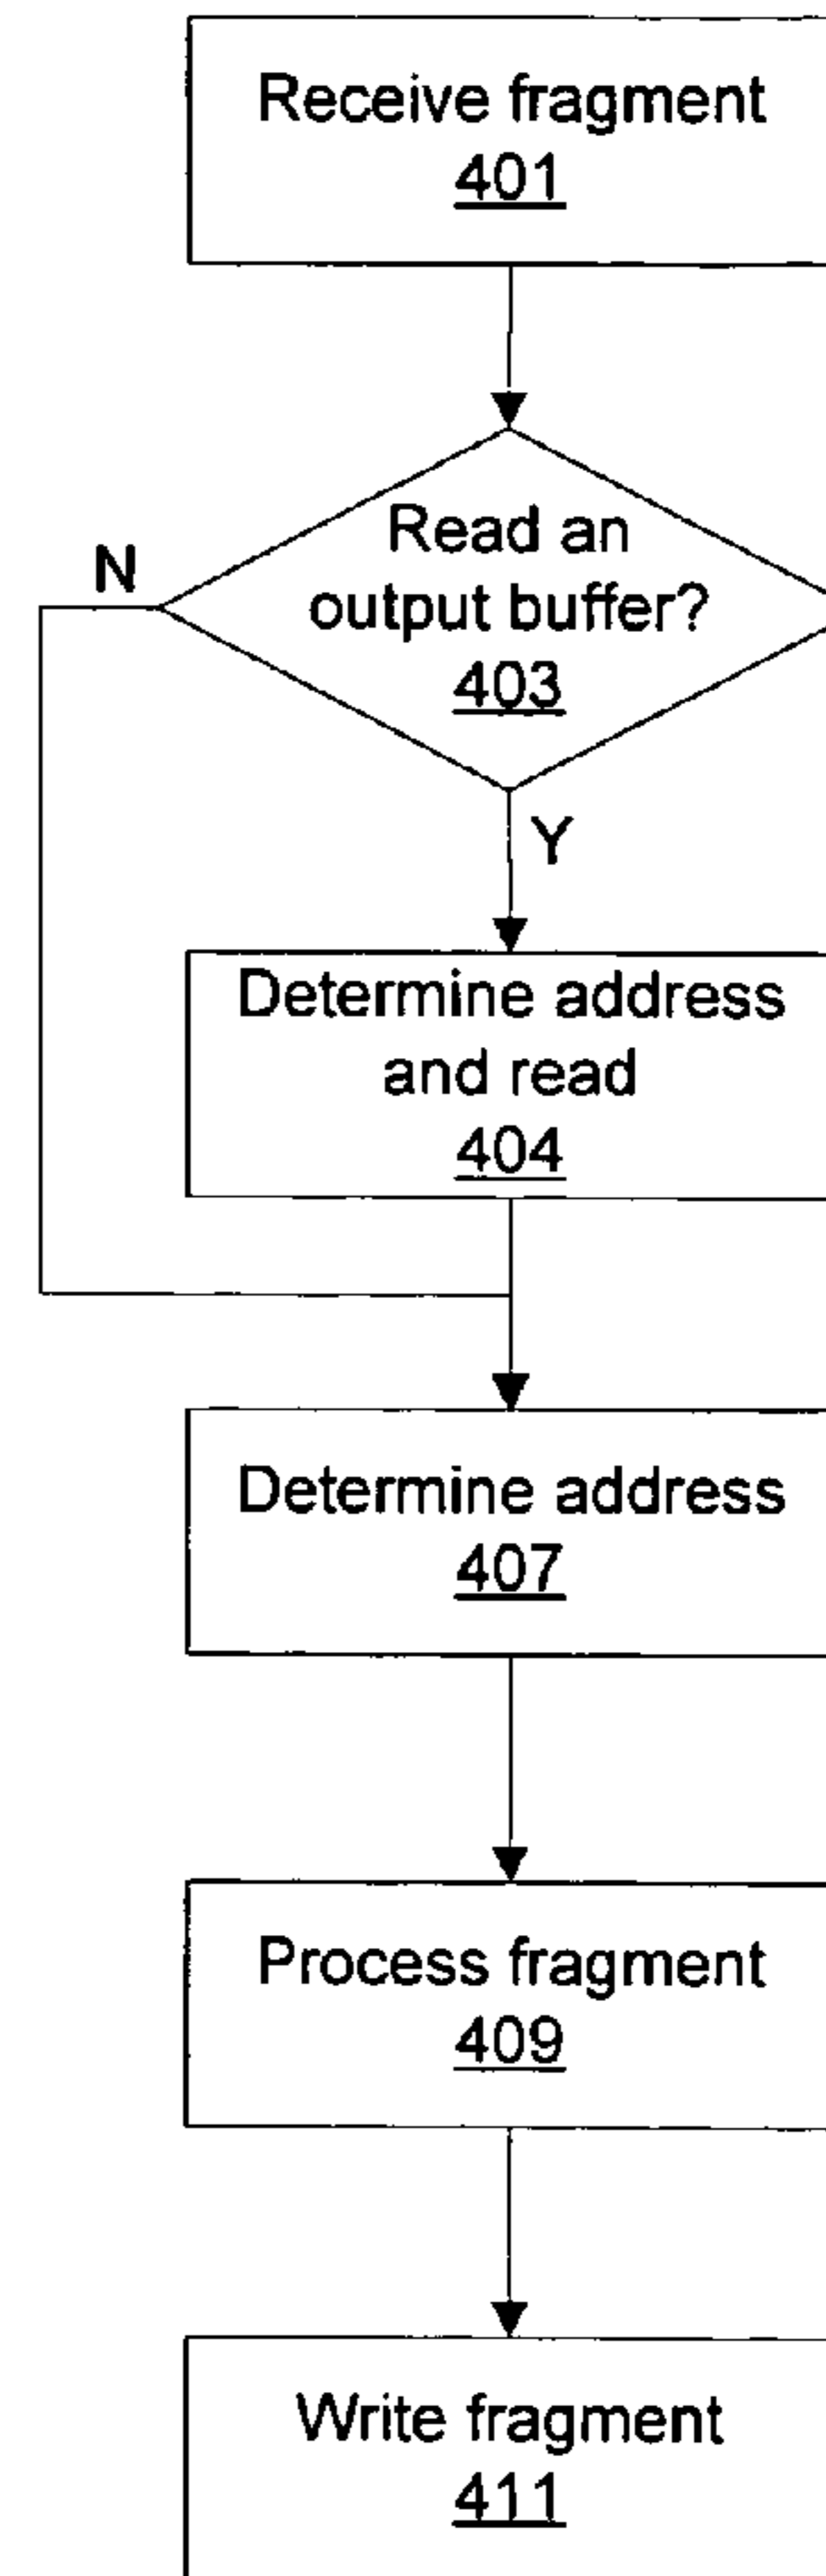 Receive fragment
401
Read an
output buffer?
403
N
Y
Determine address
and read
404
Determine address
407
Process fragment
409
Write fragment
411